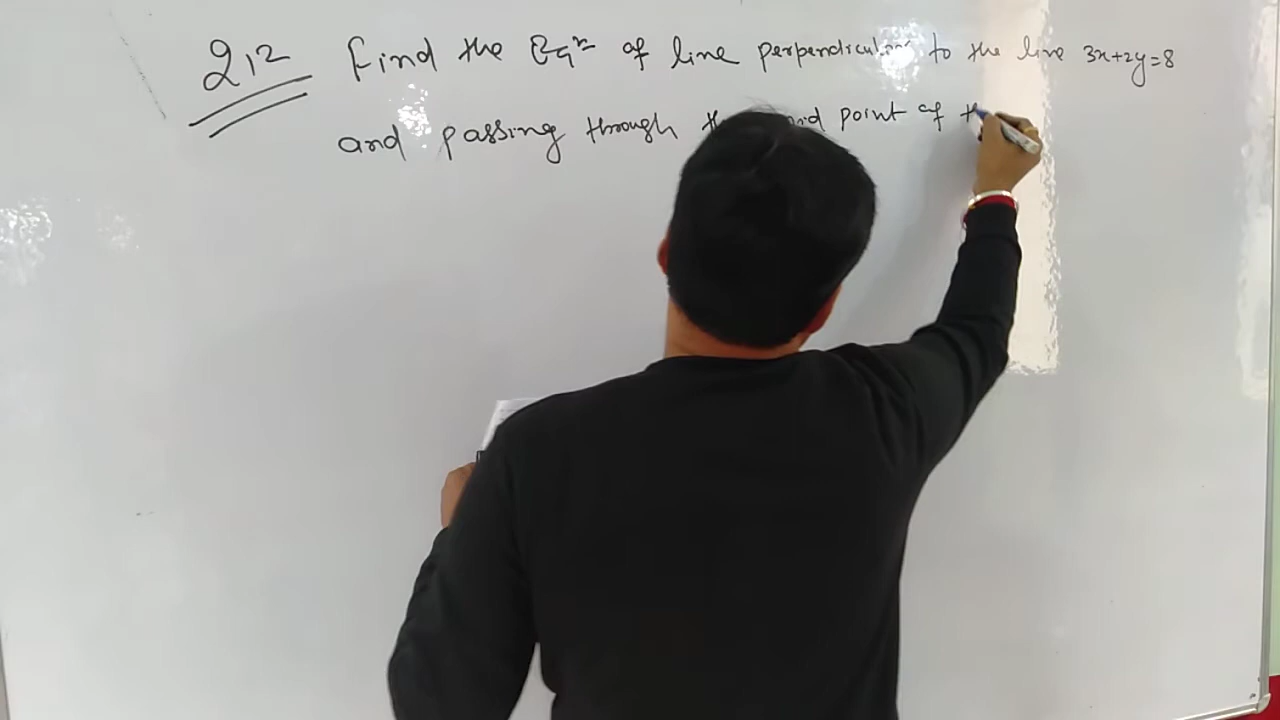 Q12 Find the Eqn of line perpendicular to the line 3x+2y=8
and passing through point of